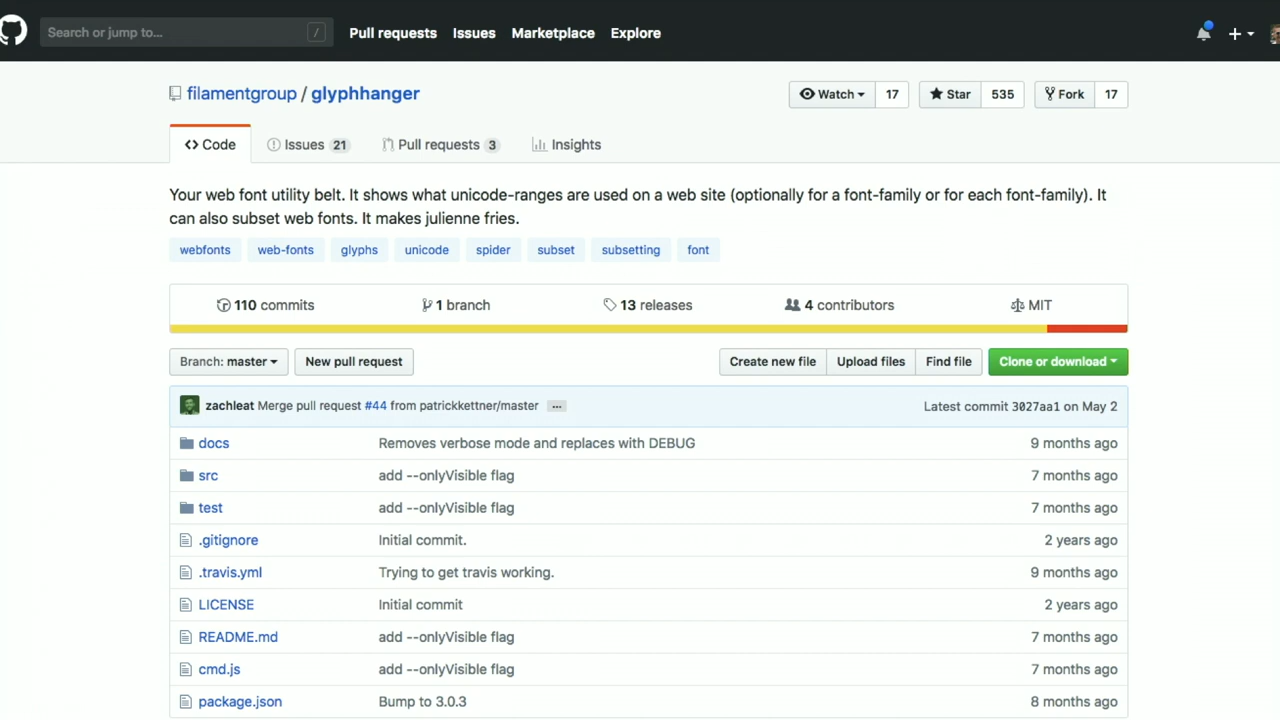 Search or jump to... / Pull requests Issues Marketplace Explore
filamentgroup / glyphhanger Watch 17 Star 535 Fork 17
Code Issues 21 Pull requests 3 Insights
Your web font utility belt. It shows what unicode-ranges are used on a web site (optionally for a font-family or for each font-family). It
can also subset web fonts. It makes julienne fries.
webfonts web-fonts glyphs unicode spider subset subsetting font
110 commits 1 branch 13 releases 4 contributors MIT
Branch: master New pull request Create new file Upload files Find file Clone or download
zachleat Merge pull request #44 from patrickkettner/master ... Latest commit 3027aa1 on May 2
docs Removes verbose mode and replaces with DEBUG 9 months ago
src add --onlyVisible flag 7 months ago
test add --onlyVisible flag 7 months ago
.gitignore Initial commit. 2 years ago
.travis.yml Trying to get travis working. 9 months ago
LICENSE Initial commit 2 years ago
README.md add --onlyVisible flag 7 months ago
cmd.js add --onlyVisible flag 7 months ago
package.json Bump to 3.0.3 8 months ago